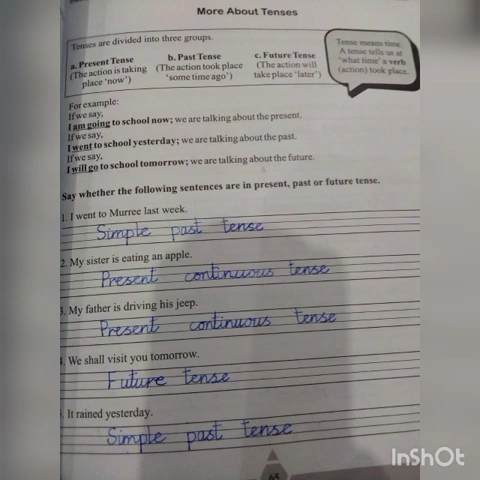 More About Tenses
Tenses are divided into three groups.
a. Present Tense
(The action is taking
place 'now')
b. Past Tense
(The action took place
'some time ago')
c. Future Tense
(The action will
take place 'later')
Tense means time.
A tense tells us at
"what time" a verb
(action) took place.
For example:
If we say,
I am going to school now; we are talking about the present.
If we say,
I went to school yesterday; we are talking about the past.
If we say,
I will go to school tomorrow; we are talking about the future.
Say whether the following sentences are in present, past or future tense.
1. I went to Murree last week.
Simple past tense
2. My sister is eating an apple.
Present continuous tense
3. My father is driving his jeep.
Present continuous tense
4. We shall visit you tomorrow.
Future tense
. It rained yesterday.
Simple past tense
65
InShOt